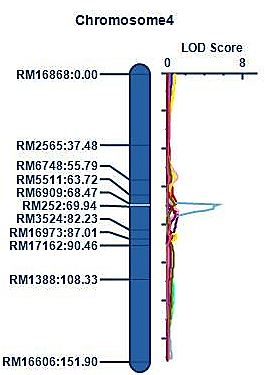 Chromosome4
LOD Score
0 8
RM16868:0.00
RM2565:37.48
RM6748:55.79
RM5511:63.72
RM6909:68.47
RM252:69.94
RM3524:82.23
RM16973:87.01
RM17162:90.46
RM1388:108.33
RM16606:151.90